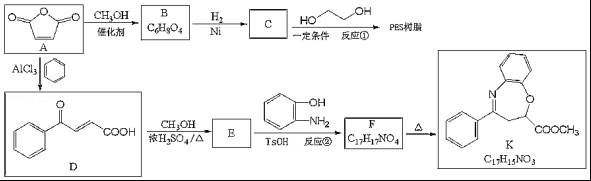 O O O
A
CH₃OH
催化剂
B
C₆H₈O₄
H₂
Ni
C
HO OH
一定条件 反应①
PES树脂
AlCl₃
O
COOH
D
CH₃OH
浓H₂SO₄/△
E
OH
NH₂
TsOH 反应②
F
C₁₇H₁₇NO₄
△
N O
COOCH₃
K
C₁₇H₁₅NO₃